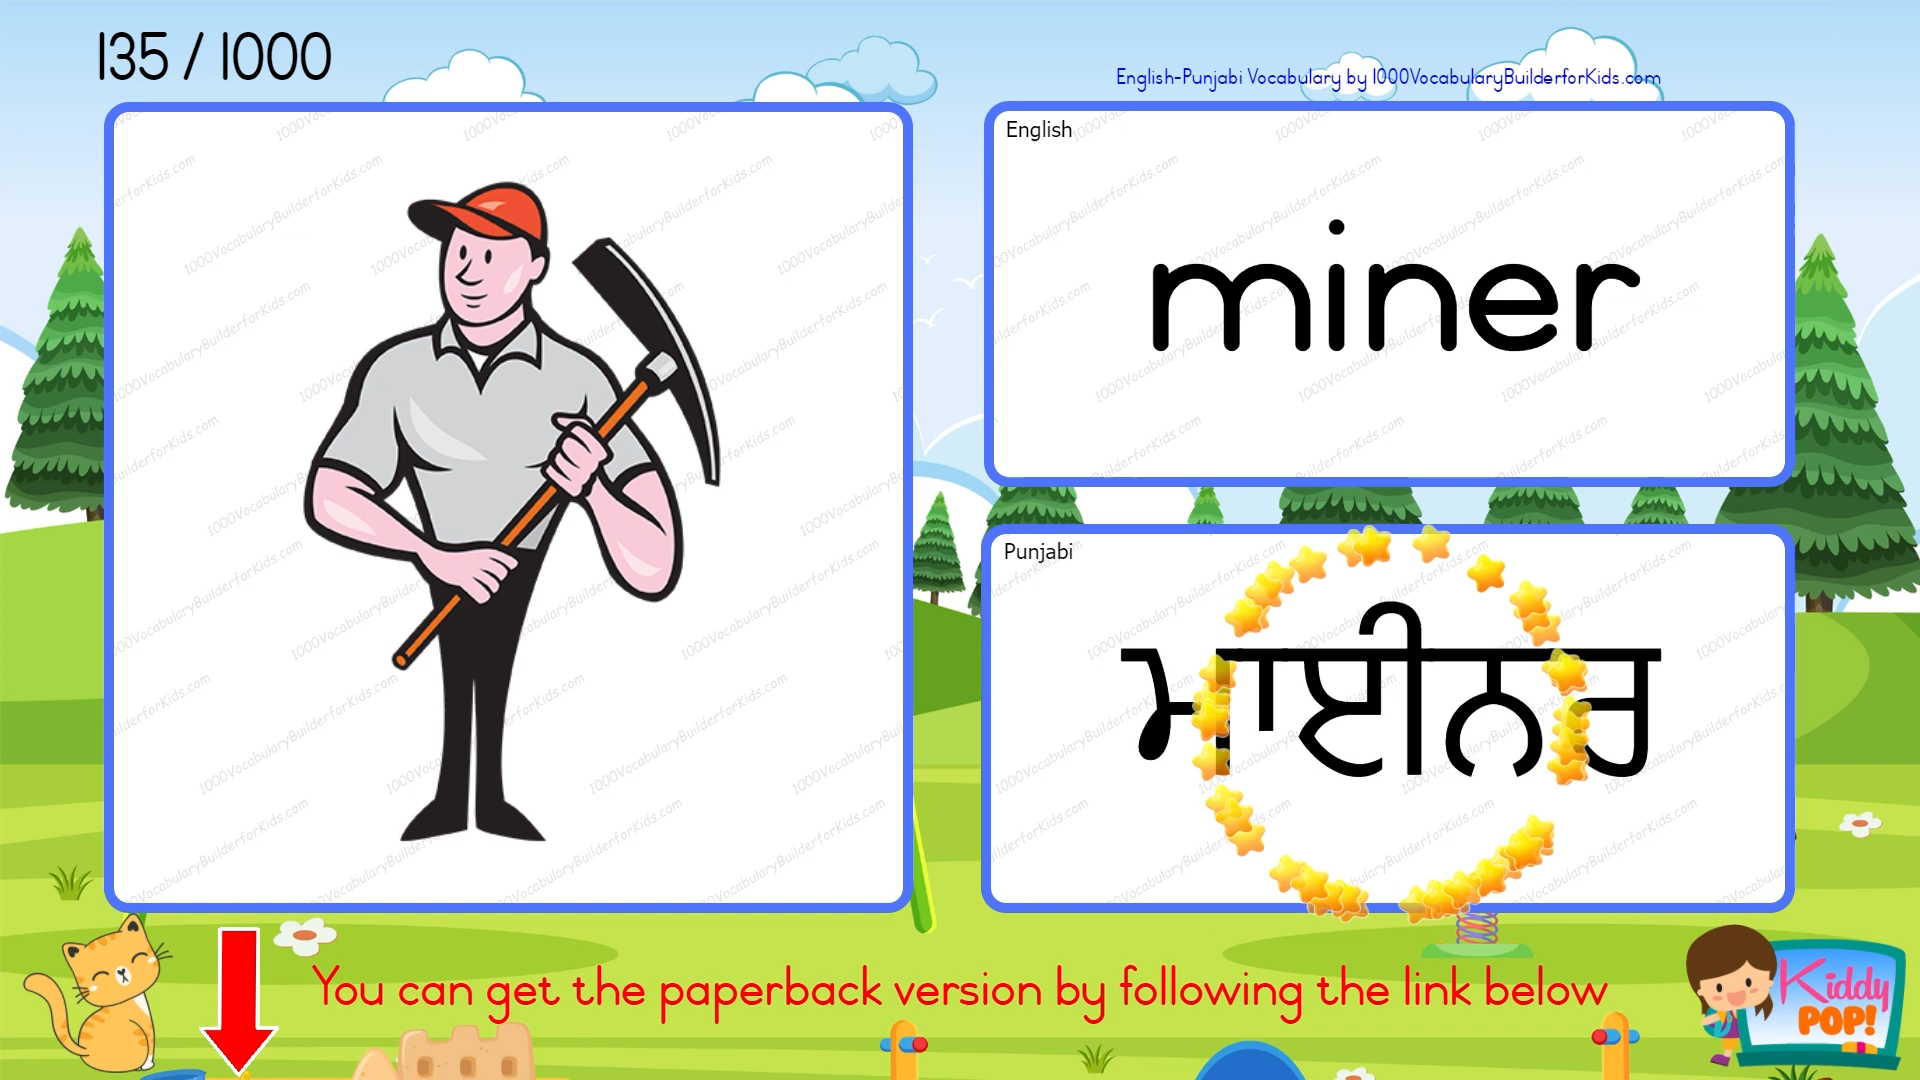 135 / 1000
English-Punjabi Vocabulary by 1000VocabularyBuilderforKids.com
English
miner
Punjabi
ਮਾਈਨਰ
You can get the paperback version by following the link below
Kiddy
POP!